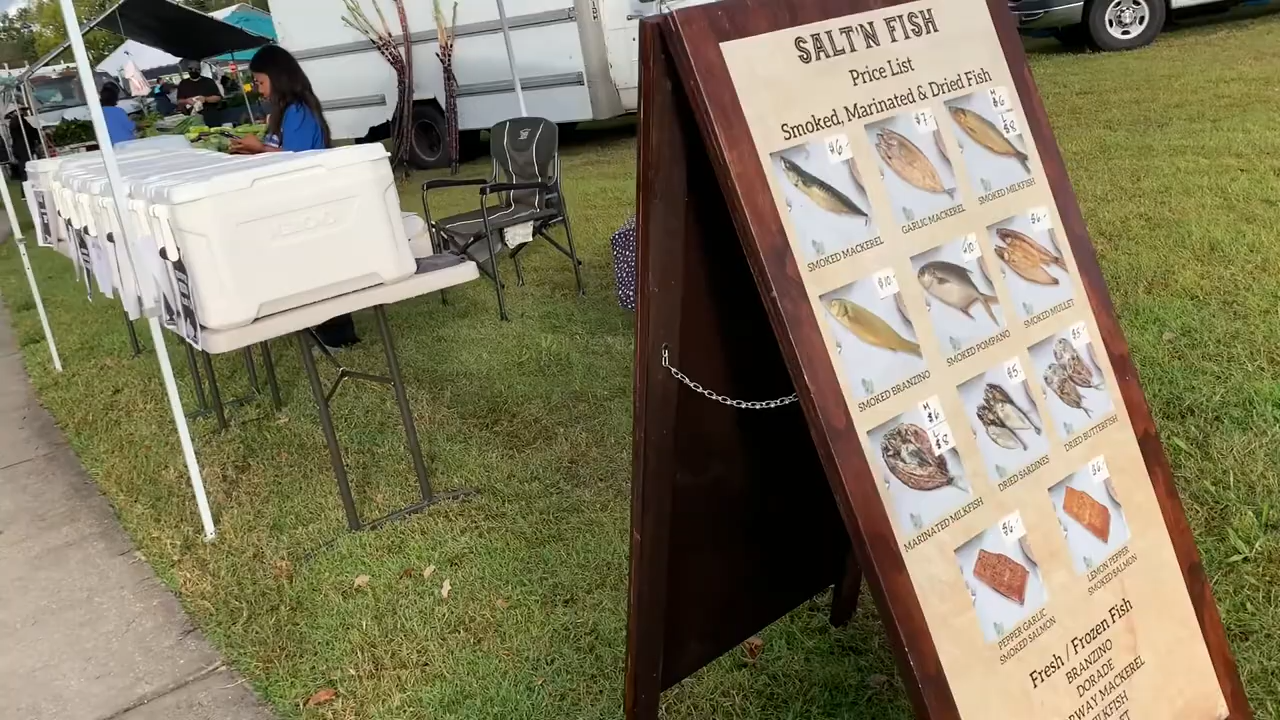 SALT'N FISH
Price List
Smoked, Marinated & Dried Fish
$6
$7-
M $6
L $8
SMOKED MACKEREL
GARLIC MACKEREL
SMOKED MILKFISH
$10-
$10
$6-
SMOKED BRANZINO
SMOKED POMPANO
SMOKED MULLET
M $6
L $8
$5-
$5-
MARINATED MILKFISH
DRIED SARDINES
DRIED BUTTERFISH
$6-
$6-
PEPPER GARLIC
SMOKED SALMON
LEMON PEPPER
SMOKED SALMON
Fresh / Frozen Fish
BRANZINO
DORADE
MACKEREL